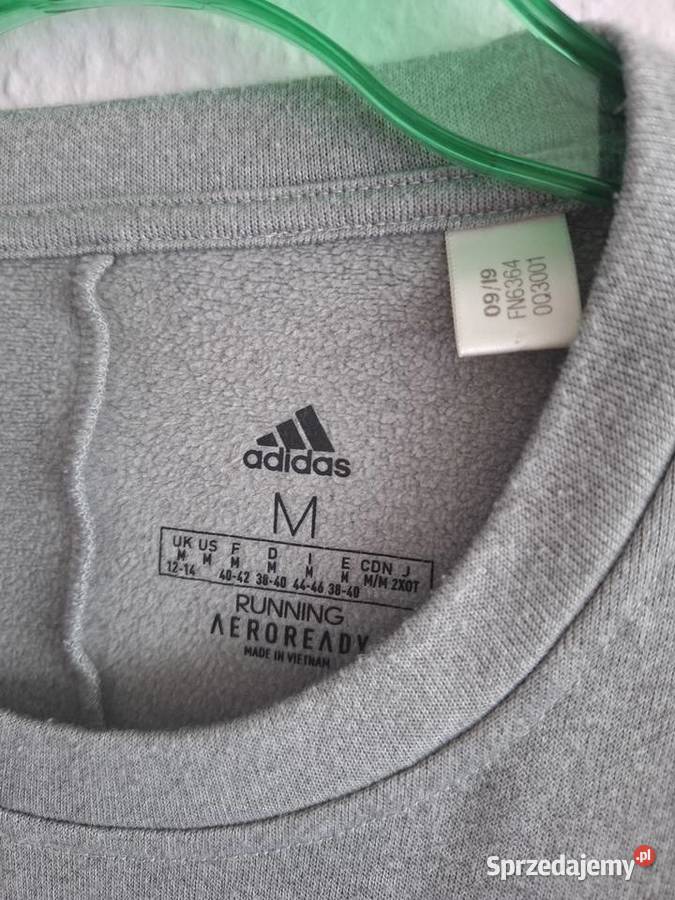 09/19
FN6364
0Q3001
adidas
M
UK US F D I E CDN J
M M M M M M M/M 2XOT
12-14 40-42 38-40 44-46 38-40
RUNNING
AEROREADY
MADE IN VIETNAM
Sprzedajemy.pl